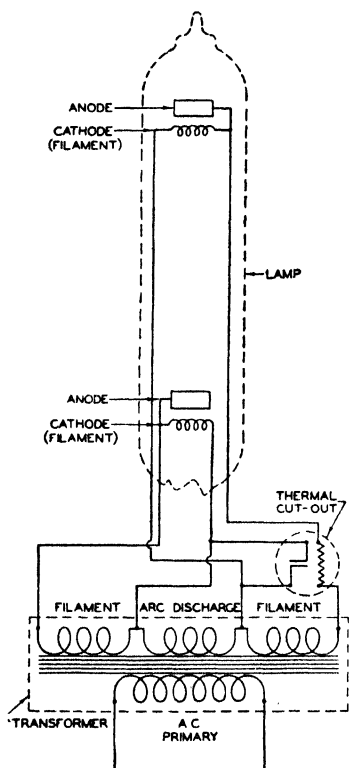 ANODE
CATHODE
(FILAMENT)
LAMP
ANODE
CATHODE
(FILAMENT)
THERMAL
CUT-OUT
FILAMENT ARC DISCHARGE FILAMENT
TRANSFORMER
A C
PRIMARY